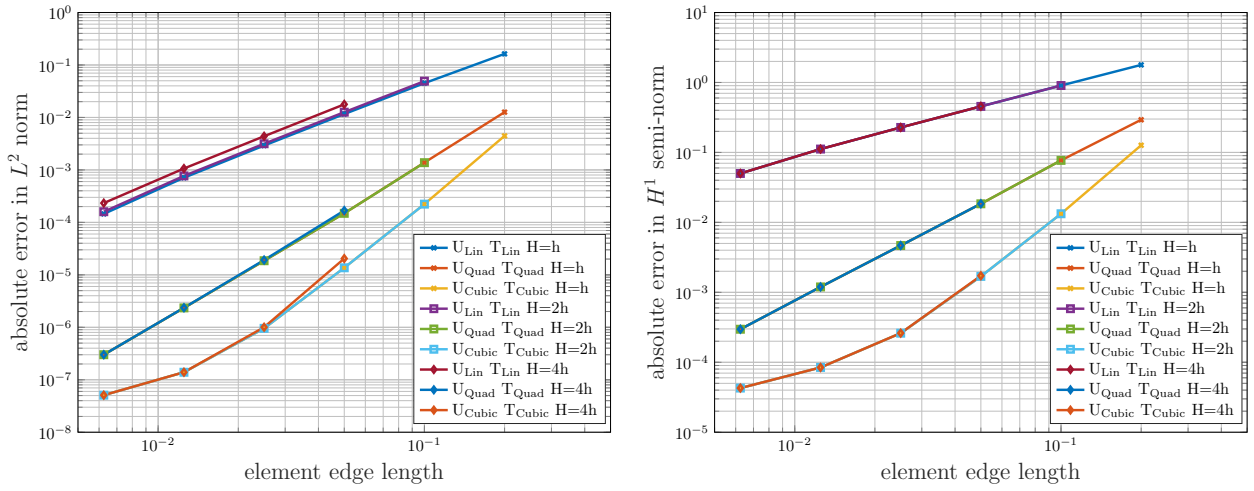 10^0
10^-1
10^-2
10^-3
10^-4
10^-5
10^-6
10^-7
10^-8
absolute error in L^2 norm
U_Lin T_Lin H=h
U_Quad T_Quad H=h
U_Cubic T_Cubic H=h
U_Lin T_Lin H=2h
U_Quad T_Quad H=2h
U_Cubic T_Cubic H=2h
U_Lin T_Lin H=4h
U_Quad T_Quad H=4h
U_Cubic T_Cubic H=4h
10^-2 10^-1
element edge length
10^1
10^0
10^-1
10^-2
10^-3
10^-4
10^-5
absolute error in H^1 semi-norm
U_Lin T_Lin H=h
U_Quad T_Quad H=h
U_Cubic T_Cubic H=h
U_Lin T_Lin H=2h
U_Quad T_Quad H=2h
U_Cubic T_Cubic H=2h
U_Lin T_Lin H=4h
U_Quad T_Quad H=4h
U_Cubic T_Cubic H=4h
10^-2 10^-1
element edge length